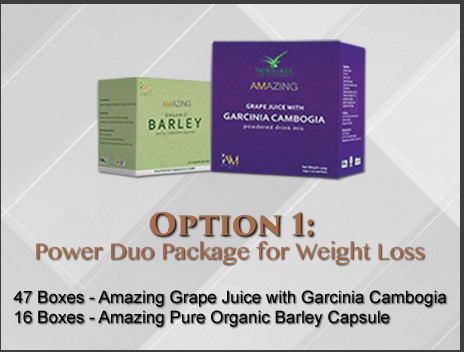 AMAZING
ORGANIC
BARLEY
AMAZING
GRAPE JUICE WITH
GARCINIA CAMBOGIA
powdered drink mix
AM
OPTION 1:
Power Duo Package for Weight Loss
47 Boxes - Amazing Grape Juice with Garcinia Cambogia
16 Boxes - Amazing Pure Organic Barley Capsule